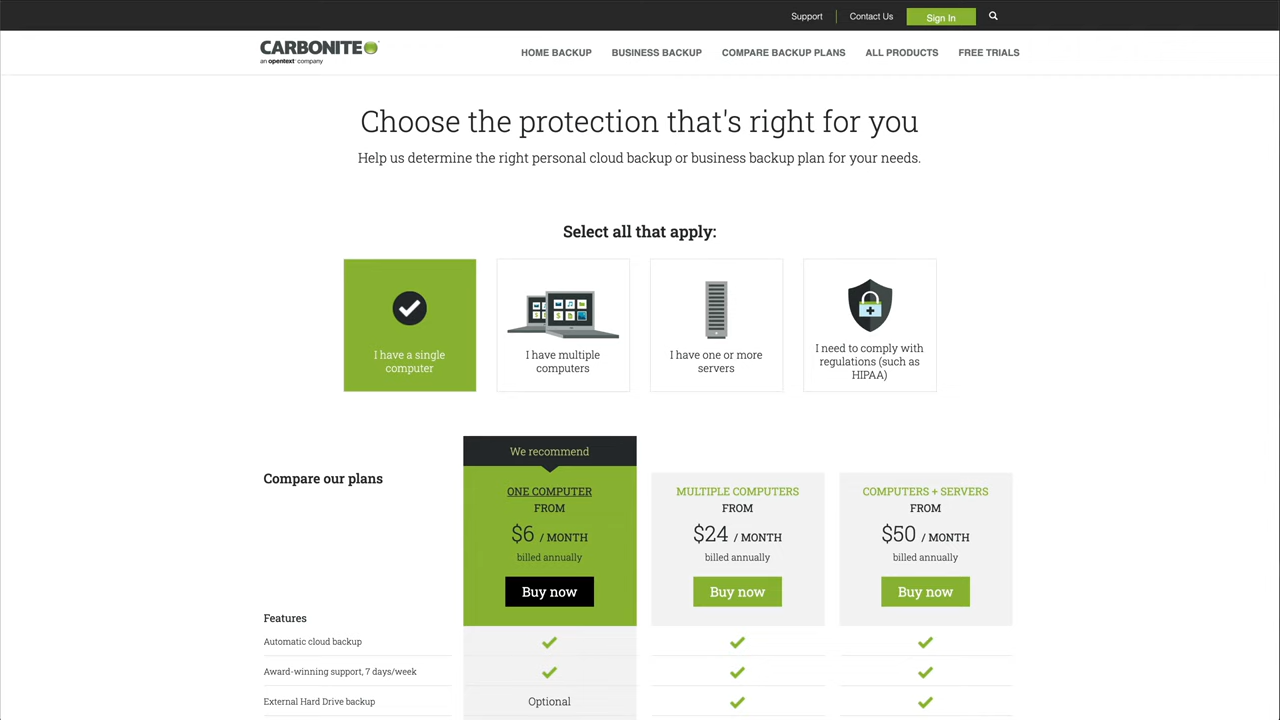 Support
Contact Us
Sign In
CARBONITE
an opentext company
HOME BACKUP
BUSINESS BACKUP
COMPARE BACKUP PLANS
ALL PRODUCTS
FREE TRIALS
Choose the protection that's right for you
Help us determine the right personal cloud backup or business backup plan for your needs.
Select all that apply:
I have a single
computer
I have multiple
computers
I have one or more
servers
I need to comply with
regulations (such as
HIPAA)
Compare our plans
We recommend
ONE COMPUTER
FROM
$6 / MONTH
billed annually
Buy now
MULTIPLE COMPUTERS
FROM
$24 / MONTH
billed annually
Buy now
COMPUTERS + SERVERS
FROM
$50 / MONTH
billed annually
Buy now
Features
Automatic cloud backup
Award-winning support, 7 days/week
External Hard Drive backup
Optional